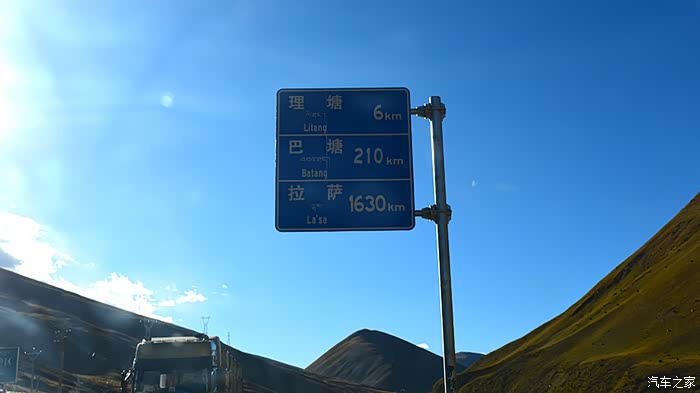 理 塘 6km
Litang
巴 塘 210km
Batang
拉 萨 1630km
La'sa
汽车之家